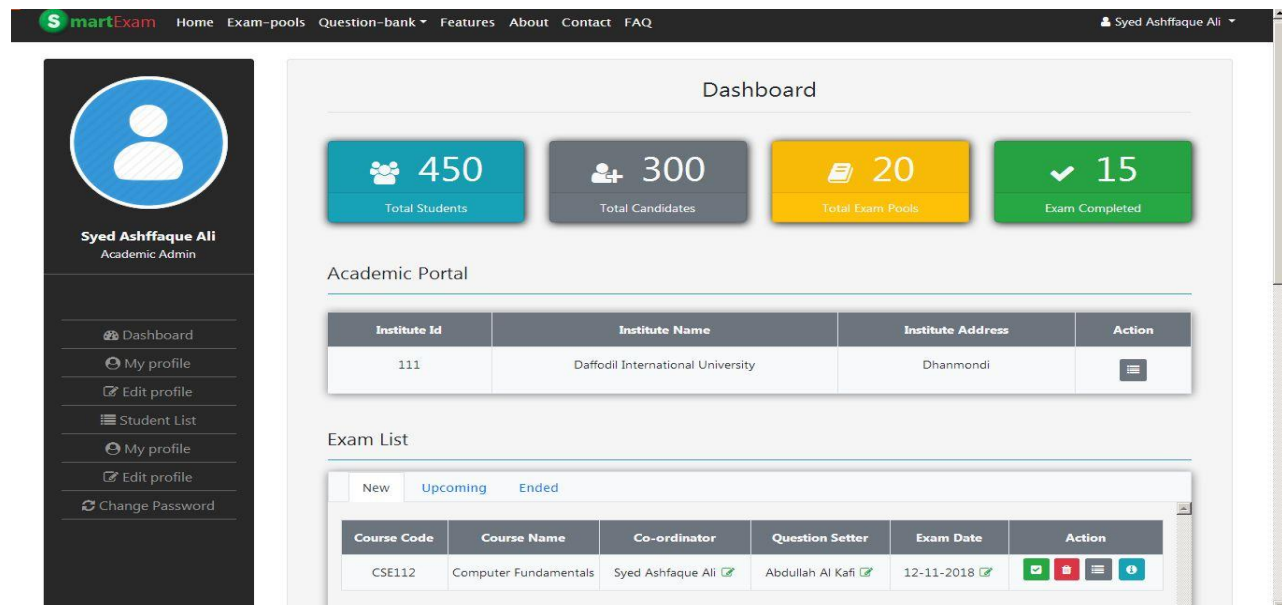 SmartExam Home Exam-pools Question-bank Features About Contact FAQ Syed Ashffaque Ali
Syed Ashffaque Ali
Academic Admin
Dashboard
My profile
Edit profile
Student List
My profile
Edit profile
Change Password
Dashboard
450 300 20 15
Total Students Total Candidates Total Exam Pools Exam Completed
Academic Portal
Institute Id Institute Name Institute Address Action
111 Daffodil International University Dhanmondi
Exam List
New Upcoming Ended
Course Code Course Name Co-ordinator Question Setter Exam Date Action
CSE112 Computer Fundamentals Syed Ashfaque Ali Abdullah Al Kafi 12-11-2018